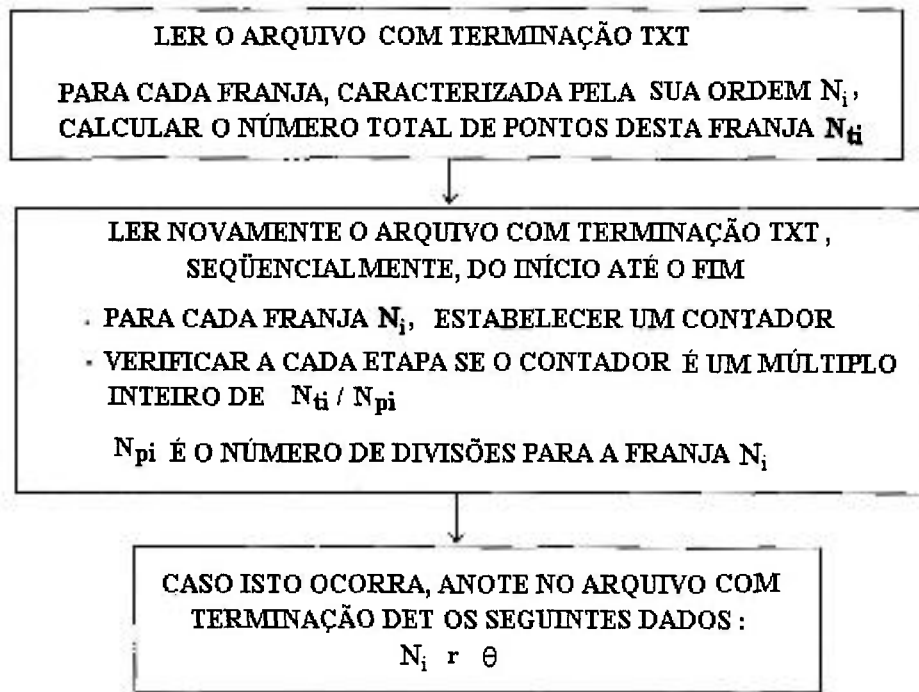 LER O ARQUIVO COM TERMINAÇÃO TXT
PARA CADA FRANJA, CARACTERIZADA PELA SUA ORDEM Nᵢ,
CALCULAR O NÚMERO TOTAL DE PONTOS DESTA FRANJA Nti
LER NOVAMENTE O ARQUIVO COM TERMINAÇÃO TXT ,
SEQÜENCIALMENTE, DO INÍCIO ATÉ O FIM
· PARA CADA FRANJA Nᵢ, ESTABELECER UM CONTADOR
· VERIFICAR A CADA ETAPA SE O CONTADOR É UM MÚLTIPLO
INTEIRO DE Nti / Npi
Npi É O NÚMERO DE DIVISÕES PARA A FRANJA Nᵢ
CASO ISTO OCORRA, ANOTE NO ARQUIVO COM
TERMINAÇÃO DET OS SEGUINTES DADOS :
Nᵢ r θ